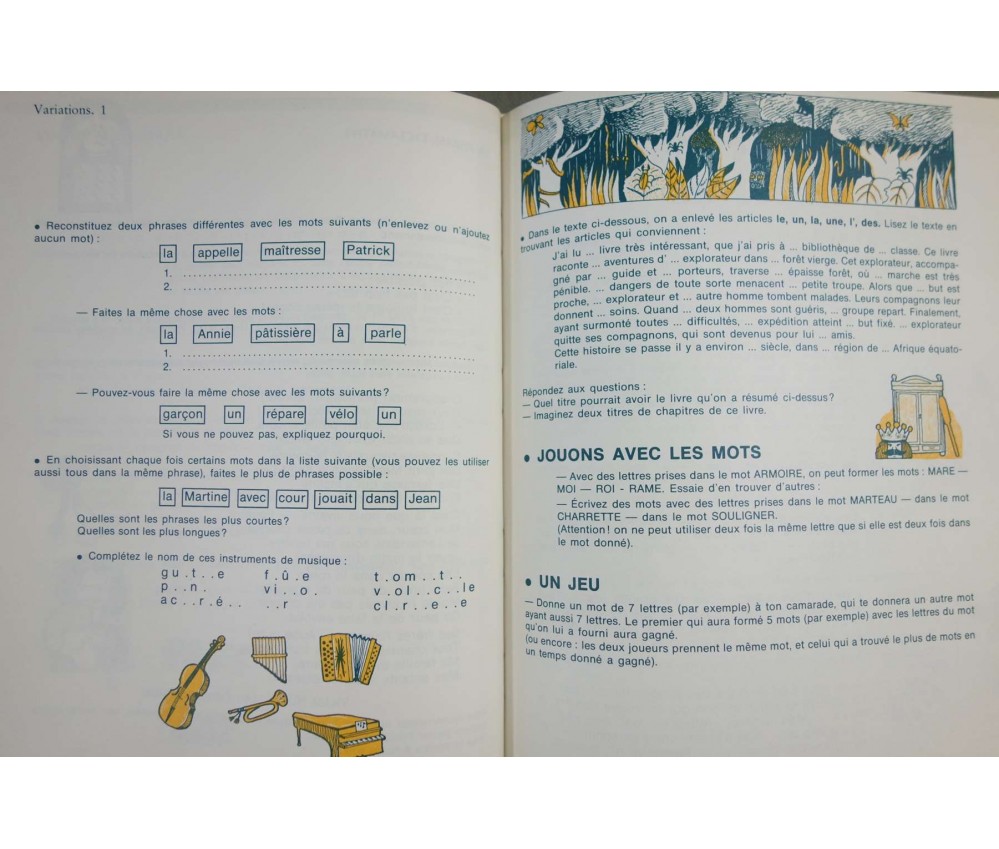 Variations. 1
• Reconstituez deux phrases différentes avec les mots suivants (n'enlevez ou n'ajoutez
aucun mot) :
la appelle maîtresse Patrick
1. ................................................
2. ................................................
— Faites la même chose avec les mots :
la Annie pâtissière à parle
1. ................................................
2. ................................................
— Pouvez-vous faire la même chose avec les mots suivants?
garçon un répare vélo un
Si vous ne pouvez pas, expliquez pourquoi.
• En choisissant chaque fois certains mots dans la liste suivante (vous pouvez les utiliser
aussi tous dans la même phrase), faites le plus de phrases possible :
la Martine avec cour jouait dans Jean
Quelles sont les phrases les plus courtes?
Quelles sont les plus longues?
• Complétez le nom de ces instruments de musique :
gu . t . . e f . û . e t . om . . t . .
p . . n . vi . . o . v . ol . . c . . le
ac . . r . é . . . . r cl . r . . e . . e
• Dans le texte ci-dessous, on a enlevé les articles le, un, la, une, l', des. Lisez le texte en
trouvant les articles qui conviennent :
J'ai lu ... livre très intéressant, que j'ai pris à ... bibliothèque de ... classe. Ce livre
raconte ... aventures d' ... explorateur dans ... forêt vierge. Cet explorateur, accompa-
gné par ... guide et ... porteurs, traverse ... épaisse forêt, où ... marche est très
pénible. ... dangers de toute sorte menacent ... petite troupe. Alors que ... but est
proche, ... explorateur et ... autre homme tombent malades. Leurs compagnons leur
donnent ... soins. Quand ... deux hommes sont guéris, ... groupe repart. Finalement,
ayant surmonté toutes ... difficultés, ... expédition atteint ... but fixé. ... explorateur
quitte ses compagnons, qui sont devenus pour lui ... amis.
Cette histoire se passe il y a environ ... siècle, dans ... région de ... Afrique équato-
riale.
Répondez aux questions :
— Quel titre pourrait avoir le livre qu'on a résumé ci-dessus?
— Imaginez deux titres de chapitres de ce livre.
• JOUONS AVEC LES MOTS
— Avec des lettres prises dans le mot ARMOIRE, on peut former les mots : MARE —
MOI — ROI - RAME. Essaie d'en trouver d'autres :
— Écrivez des mots avec des lettres prises dans le mot MARTEAU — dans le mot
CHARRETTE — dans le mot SOULIGNER.
(Attention! on ne peut utiliser deux fois la même lettre que si elle est deux fois dans
le mot donné).
• UN JEU
— Donne un mot de 7 lettres (par exemple) à ton camarade, qui te donnera un autre mot
ayant aussi 7 lettres. Le premier qui aura formé 5 mots (par exemple) avec les lettres du mot
qu'on lui a fourni aura gagné.
(ou encore : les deux joueurs prennent le même mot, et celui qui a trouvé le plus de mots en
un temps donné a gagné).